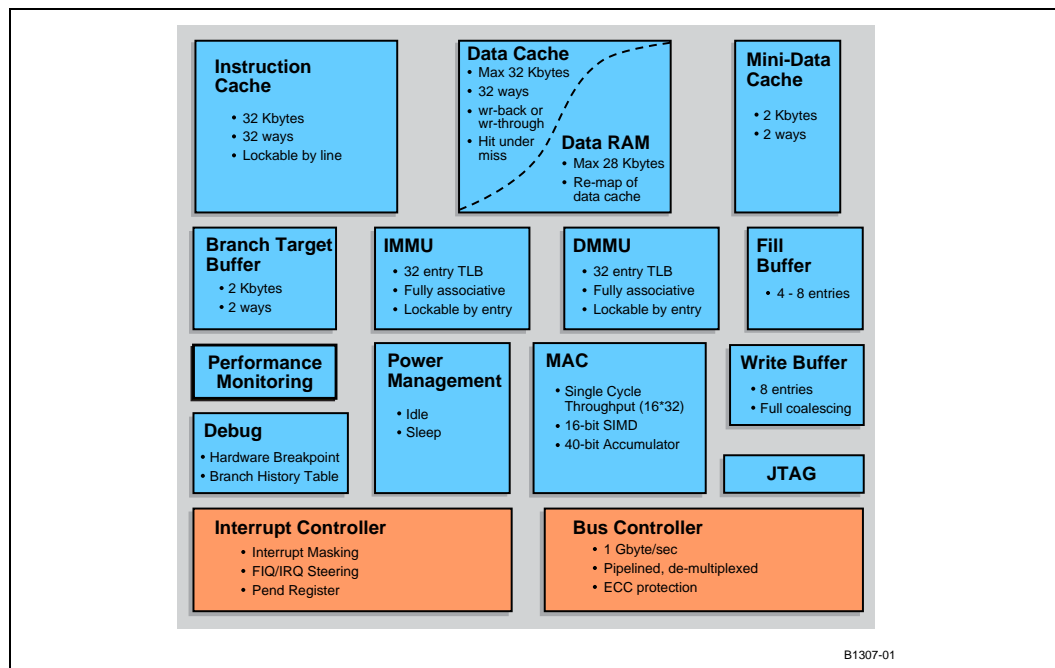 Instruction
Cache
• 32 Kbytes
• 32 ways
• Lockable by line
Data Cache
• Max 32 Kbytes
• 32 ways
• wr-back or
wr-through
• Hit under
miss
Data RAM
• Max 28 Kbytes
• Re-map of
data cache
Mini-Data
Cache
• 2 Kbytes
• 2 ways
Branch Target
Buffer
• 2 Kbytes
• 2 ways
IMMU
• 32 entry TLB
• Fully associative
• Lockable by entry
DMMU
• 32 entry TLB
• Fully associative
• Lockable by entry
Fill
Buffer
• 4 - 8 entries
Performance
Monitoring
Power
Management
• Idle
• Sleep
MAC
• Single Cycle
Throughput (16*32)
• 16-bit SIMD
• 40-bit Accumulator
Write Buffer
• 8 entries
• Full coalescing
Debug
• Hardware Breakpoint
• Branch History Table
JTAG
Interrupt Controller
• Interrupt Masking
• FIQ/IRQ Steering
• Pend Register
Bus Controller
• 1 Gbyte/sec
• Pipelined, de-multiplexed
• ECC protection
B1307-01